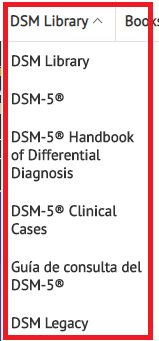 DSM Library
DSM Library
DSM-5®
DSM-5® Handbook
of Differential
Diagnosis
DSM-5® Clinical
Cases
Guía de consulta del
DSM-5®
DSM Legacy